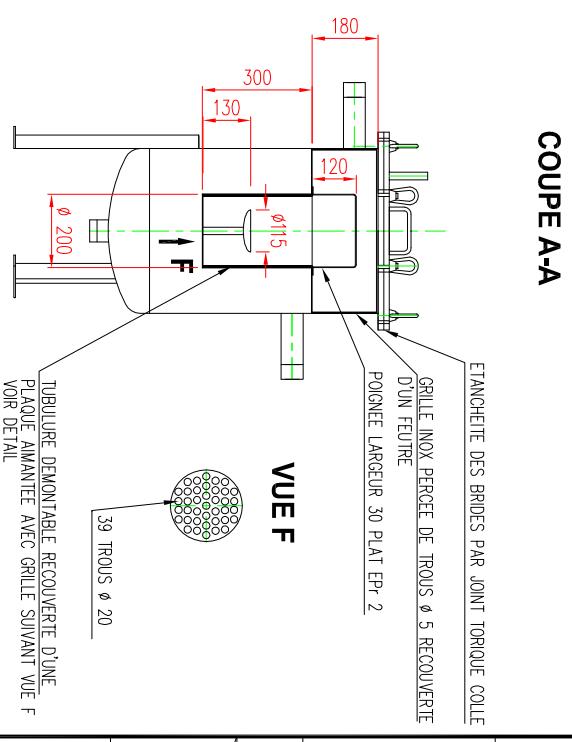 COUPE A-A
180
300
130
120
ø115
ø 200
F
ETANCHEITE DES BRIDES PAR JOINT TORIQUE COLLE
GRILLE INOX PERCEE DE TROUS ø 5 RECOUVERTE
D'UN FEUTRE
POIGNEE LARGEUR 30 PLAT EPr 2
VUE F
39 TROUS ø 20
TUBULURE DEMONTABLE RECOUVERTE D'UNE
PLAQUE AIMANTEE AVEC GRILLE SUIVANT VUE F
VOIR DETAIL